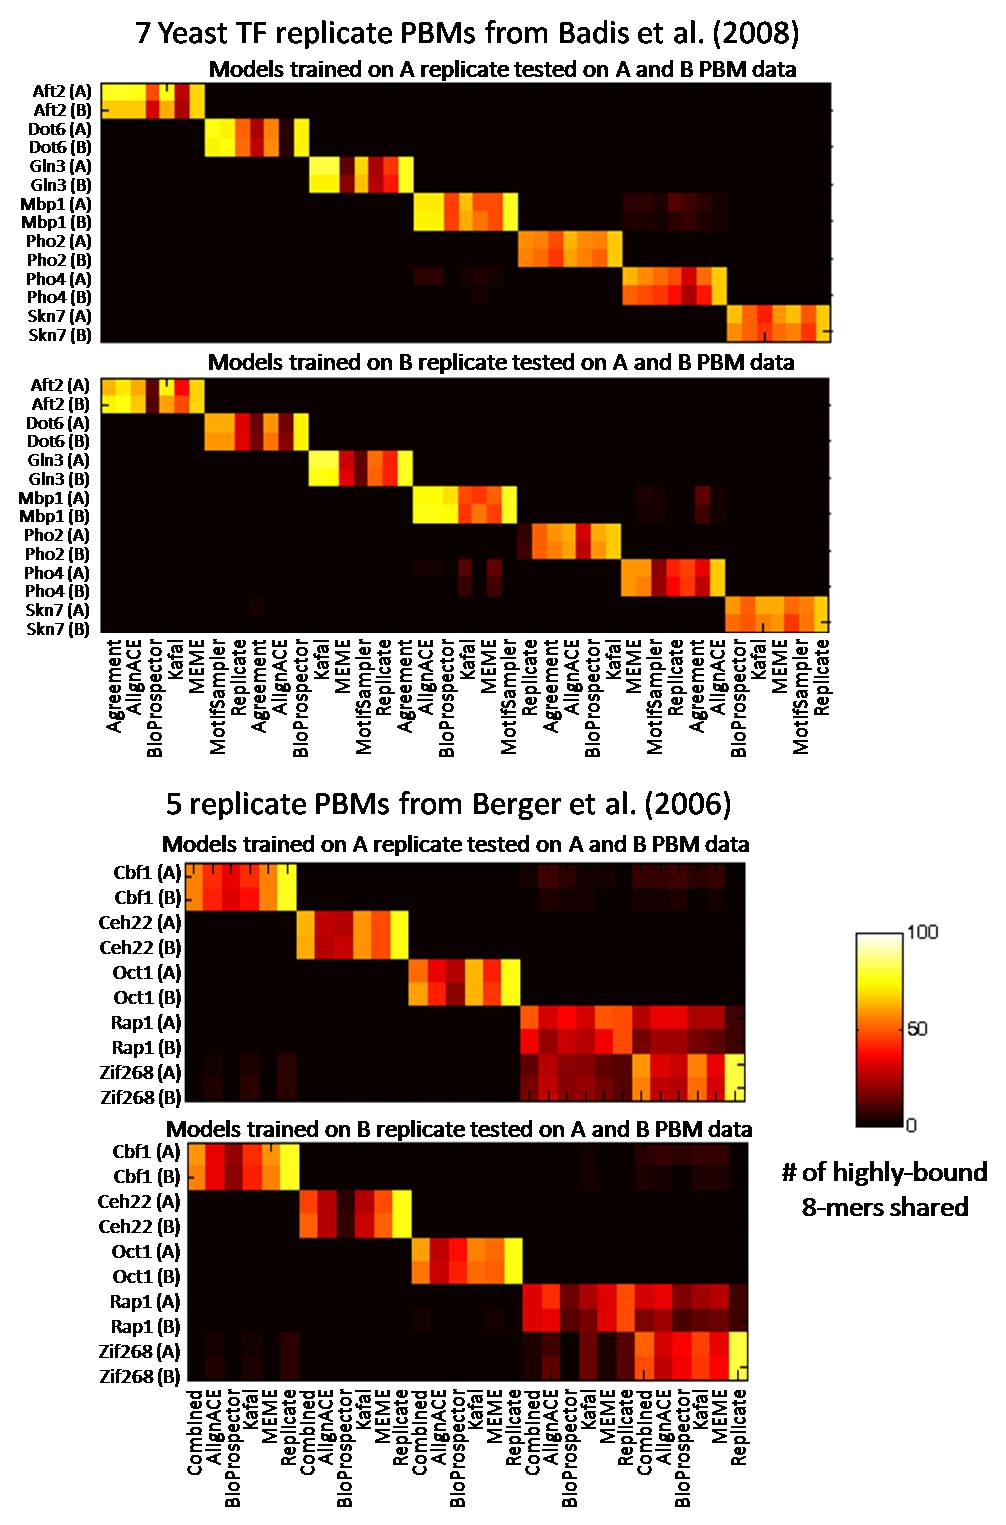 7 Yeast TF replicate PBMs from Badis et al. (2008)
Models trained on A replicate tested on A and B PBM data
Aft2 (A)
Aft2 (B)
Dot6 (A)
Dot6 (B)
Gln3 (A)
Gln3 (B)
Mbp1 (A)
Mbp1 (B)
Pho2 (A)
Pho2 (B)
Pho4 (A)
Pho4 (B)
Skn7 (A)
Skn7 (B)
Models trained on B replicate tested on A and B PBM data
Aft2 (A)
Aft2 (B)
Dot6 (A)
Dot6 (B)
Gln3 (A)
Gln3 (B)
Mbp1 (A)
Mbp1 (B)
Pho2 (A)
Pho2 (B)
Pho4 (A)
Pho4 (B)
Skn7 (A)
Skn7 (B)
Agreement
AlignACE
BioProspector
Kafal
MEME
MotifSampler
Replicate
Agreement
AlignACE
BioProspector
Kafal
MEME
MotifSampler
Replicate
Agreement
AlignACE
BioProspector
Kafal
MEME
MotifSampler
Replicate
Agreement
AlignACE
BioProspector
Kafal
MEME
MotifSampler
Replicate
Agreement
AlignACE
BioProspector
Kafal
MEME
MotifSampler
Replicate
5 replicate PBMs from Berger et al. (2006)
Models trained on A replicate tested on A and B PBM data
Cbf1 (A)
Cbf1 (B)
Ceh22 (A)
Ceh22 (B)
Oct1 (A)
Oct1 (B)
Rap1 (A)
Rap1 (B)
Zif268 (A)
Zif268 (B)
Models trained on B replicate tested on A and B PBM data
Cbf1 (A)
Cbf1 (B)
Ceh22 (A)
Ceh22 (B)
Oct1 (A)
Oct1 (B)
Rap1 (A)
Rap1 (B)
Zif268 (A)
Zif268 (B)
Combined
AlignACE
BioProspector
Kafal
MEME
Replicate
Combined
AlignACE
BioProspector
Kafal
MEME
Replicate
Combined
AlignACE
BioProspector
Kafal
MEME
Replicate
Combined
AlignACE
BioProspector
Kafal
MEME
Replicate
Combined
AlignACE
BioProspector
Kafal
MEME
Replicate
100
50
0
# of highly-bound
8-mers shared